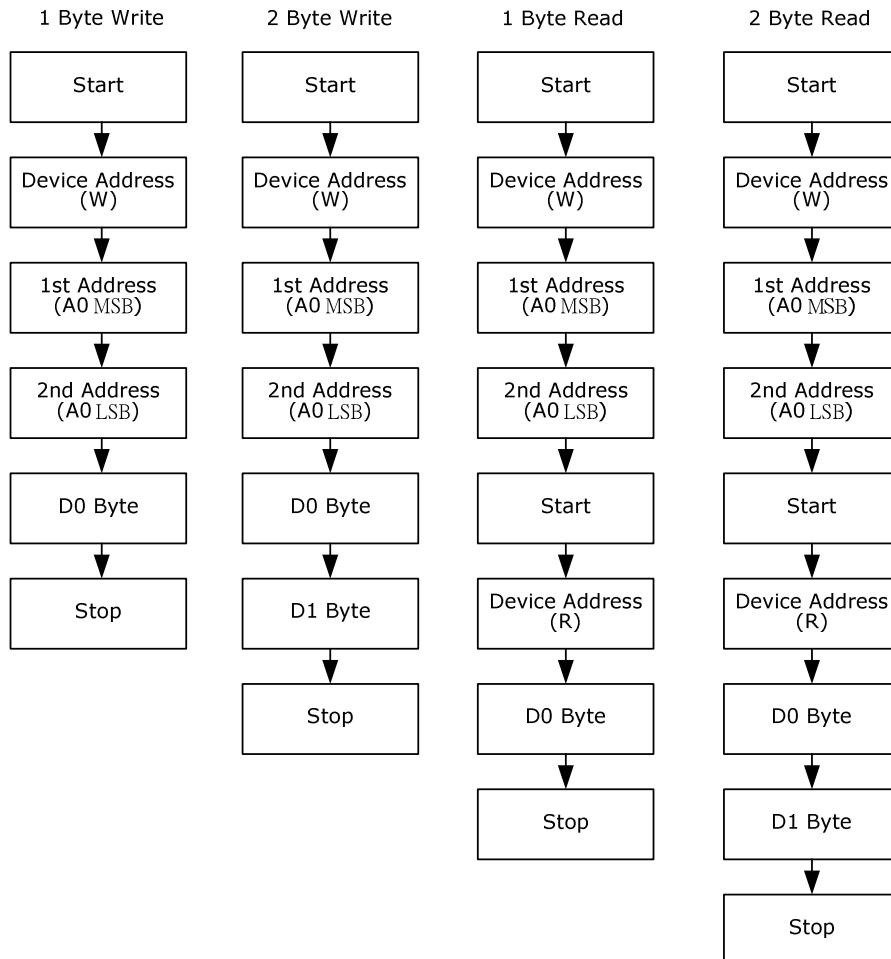 1 Byte Write
Start
Device Address
(W)
1st Address
(A0 MSB)
2nd Address
(A0 LSB)
D0 Byte
Stop
2 Byte Write
Start
Device Address
(W)
1st Address
(A0 MSB)
2nd Address
(A0 LSB)
D0 Byte
D1 Byte
Stop
1 Byte Read
Start
Device Address
(W)
1st Address
(A0 MSB)
2nd Address
(A0 LSB)
Start
Device Address
(R)
D0 Byte
Stop
2 Byte Read
Start
Device Address
(W)
1st Address
(A0 MSB)
2nd Address
(A0 LSB)
Start
Device Address
(R)
D0 Byte
D1 Byte
Stop